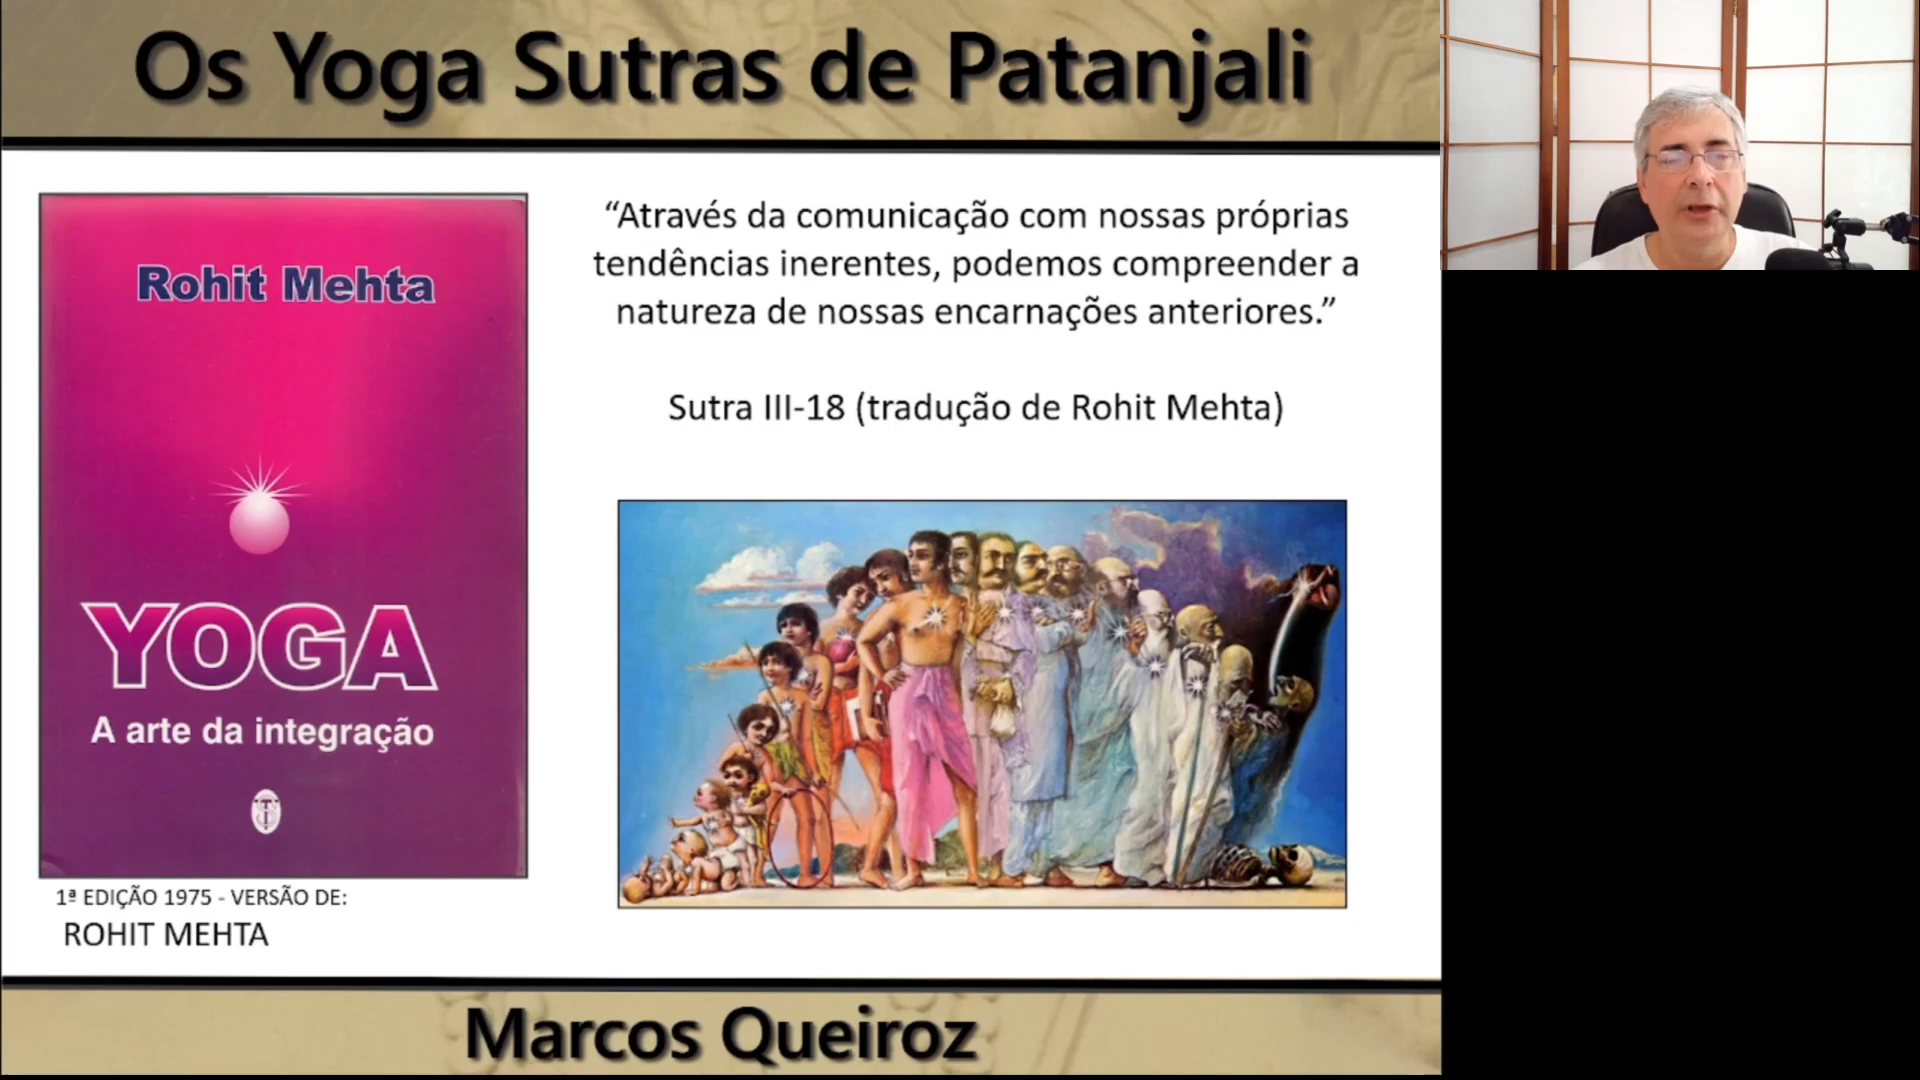 Os Yoga Sutras de Patanjali
Rohit Mehta
YOGA
A arte da integração
1ª EDIÇÃO 1975 - VERSÃO DE:
ROHIT MEHTA
“Através da comunicação com nossas próprias
tendências inerentes, podemos compreender a
natureza de nossas encarnações anteriores.”
Sutra III-18 (tradução de Rohit Mehta)
Marcos Queiroz